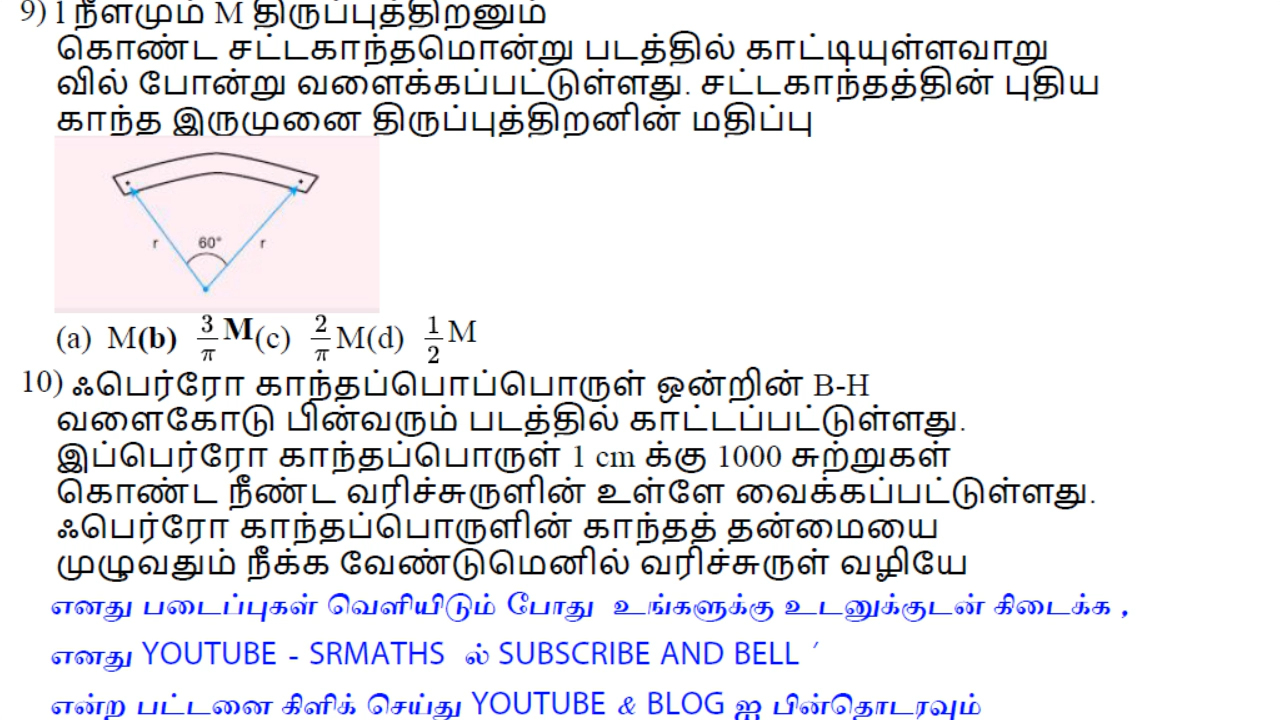 9) l நீளமும் M திருப்புத்திறனும்
கொண்ட சட்டகாந்தமொன்று படத்தில் காட்டியுள்ளவாறு
வில் போன்று வளைக்கப்பட்டுள்ளது. சட்டகாந்தத்தின் புதிய
காந்த இருமுனை திருப்புத்திறனின் மதிப்பு
r 60° r
(a) M(b) 3/π M(c) 2/π M(d) 1/2 M
10) ஃபெர்ரோ காந்தப்பொப்பொருள் ஒன்றின் B-H
வளைகோடு பின்வரும் படத்தில் காட்டப்பட்டுள்ளது.
இப்பெர்ரோ காந்தப்பொருள் 1 cm க்கு 1000 சுற்றுகள்
கொண்ட நீண்ட வரிச்சுருளின் உள்ளே வைக்கப்பட்டுள்ளது.
ஃபெர்ரோ காந்தப்பொருளின் காந்தத் தன்மையை
முழுவதும் நீக்க வேண்டுமெனில் வரிச்சுருள் வழியே
எனது படைப்புகள் வெளியிடும் போது உங்களுக்கு உடனுக்குடன் கிடைக்க ,
எனது YOUTUBE - SRMATHS ல் SUBSCRIBE AND BELL ′
என்ற பட்டனை கிளிக் செய்து YOUTUBE & BLOG ஐ பின்தொடரவும்